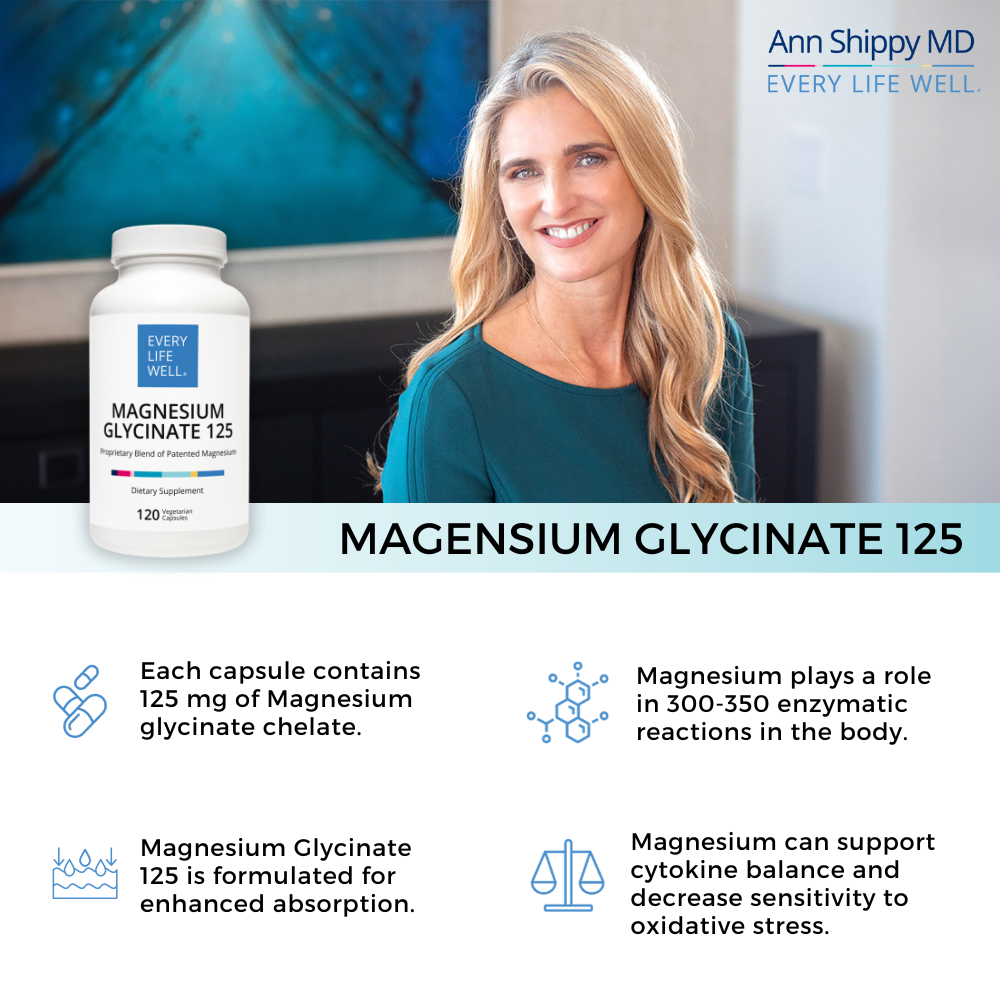 Ann Shippy MD
EVERY LIFE WELL®
EVERY
LIFE
WELL®
MAGNESIUM
GLYCINATE 125
Proprietary Blend of Patented Magnesium
Dietary Supplement
120 Vegetarian
Capsules
MAGENSIUM GLYCINATE 125
Each capsule contains
125 mg of Magnesium
glycinate chelate.
Magnesium plays a role
in 300-350 enzymatic
reactions in the body.
Magnesium Glycinate
125 is formulated for
enhanced absorption.
Magnesium can support
cytokine balance and
decrease sensitivity to
oxidative stress.